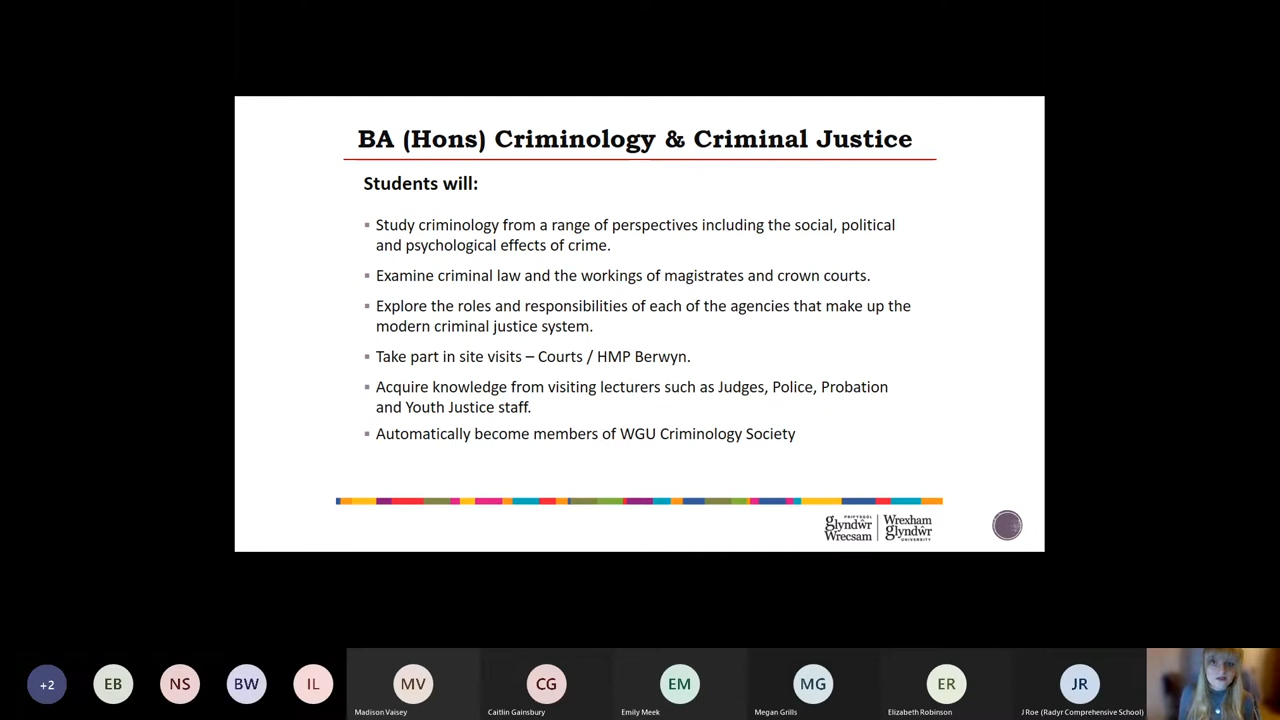 BA (Hons) Criminology & Criminal Justice
Students will:
Study criminology from a range of perspectives including the social, political
and psychological effects of crime.
Examine criminal law and the workings of magistrates and crown courts.
Explore the roles and responsibilities of each of the agencies that make up the
modern criminal justice system.
Take part in site visits – Courts / HMP Berwyn.
Acquire knowledge from visiting lecturers such as Judges, Police, Probation
and Youth Justice staff.
Automatically become members of WGU Criminology Society
PRIFYSGOL
glyndŵr
Wrecsam
Wrexham
glyndŵr
UNIVERSITY
+2
EB
NS
BW
IL
MV
CG
EM
MG
ER
JR
Madison Vaisey
Caitlin Gainsbury
Emily Meek
Megan Grills
Elizabeth Robinson
J Roe (Radyr Comprehensive School)